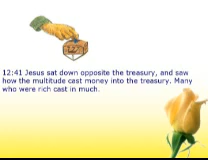 12:41 Jesus sat down opposite the treasury, and saw
how the multitude cast money into the treasury. Many
who were rich cast in much.